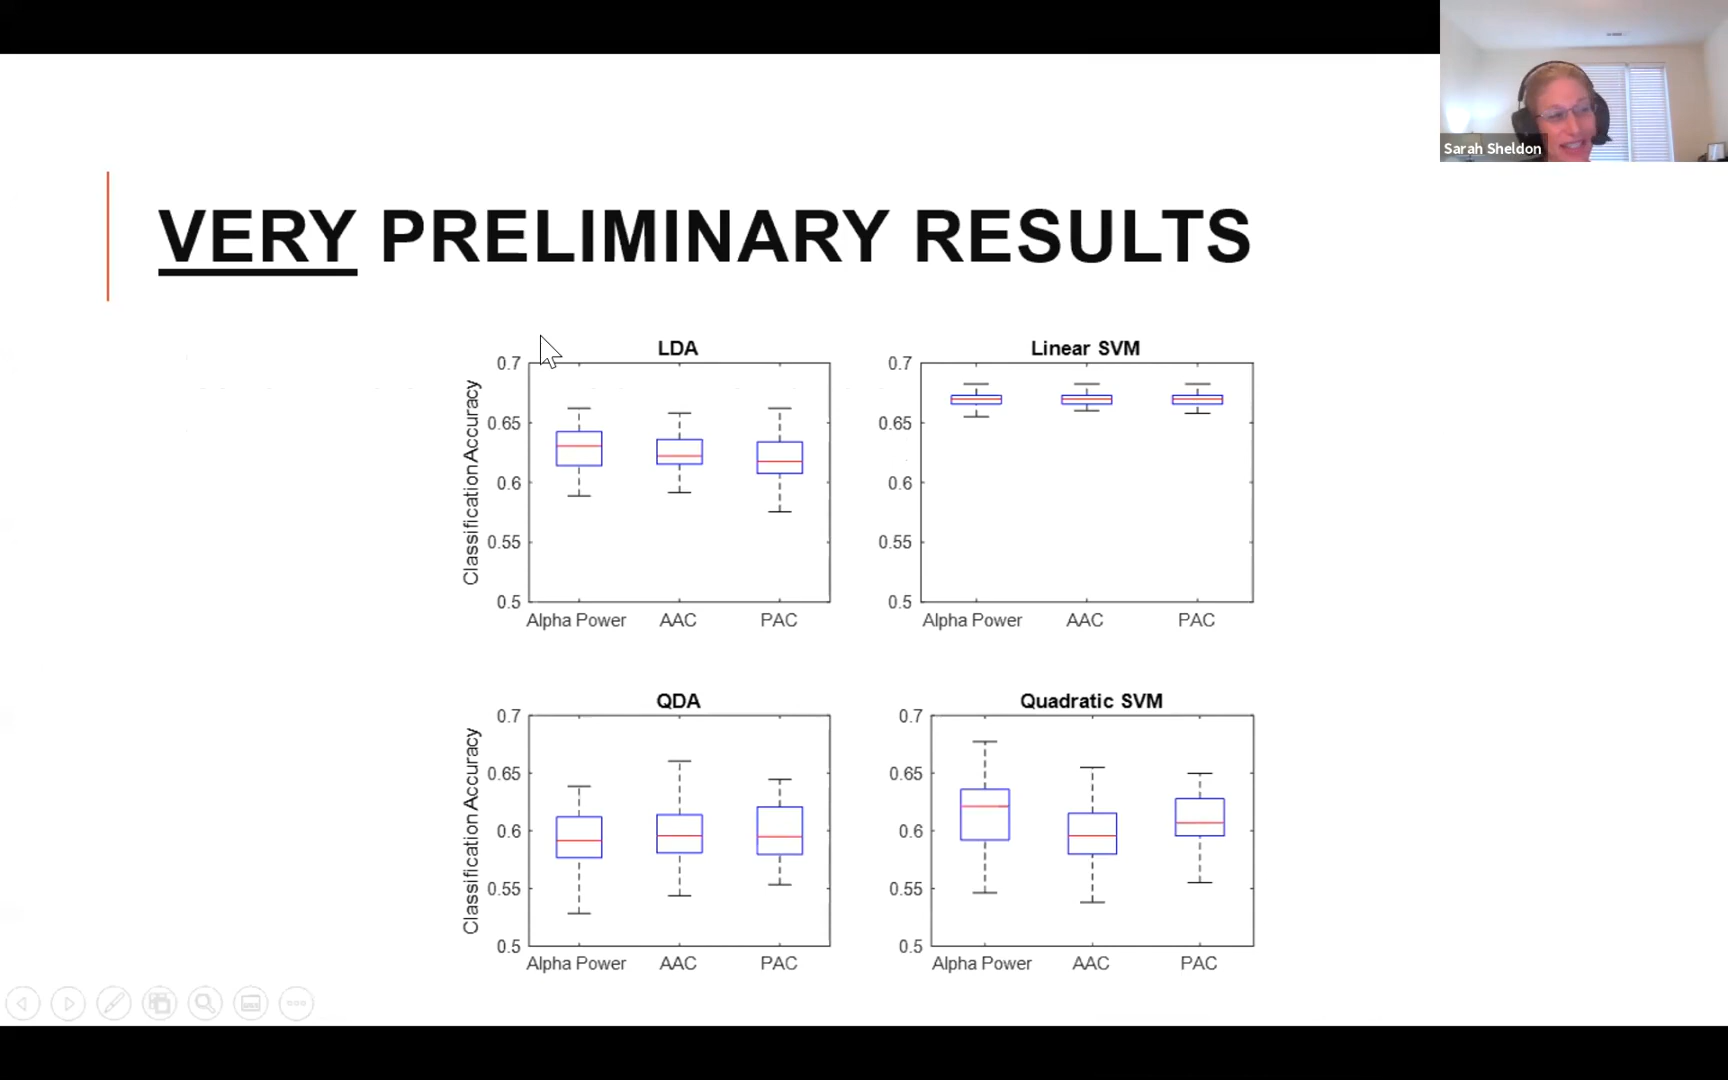 Sarah Sheldon
VERY PRELIMINARY RESULTS
LDA
0.7
0.65
0.6
0.55
0.5
Classification Accuracy
Alpha Power AAC PAC
Linear SVM
0.7
0.65
0.6
0.55
0.5
Alpha Power AAC PAC
QDA
0.7
0.65
0.6
0.55
0.5
Classification Accuracy
Alpha Power AAC PAC
Quadratic SVM
0.7
0.65
0.6
0.55
0.5
Alpha Power AAC PAC